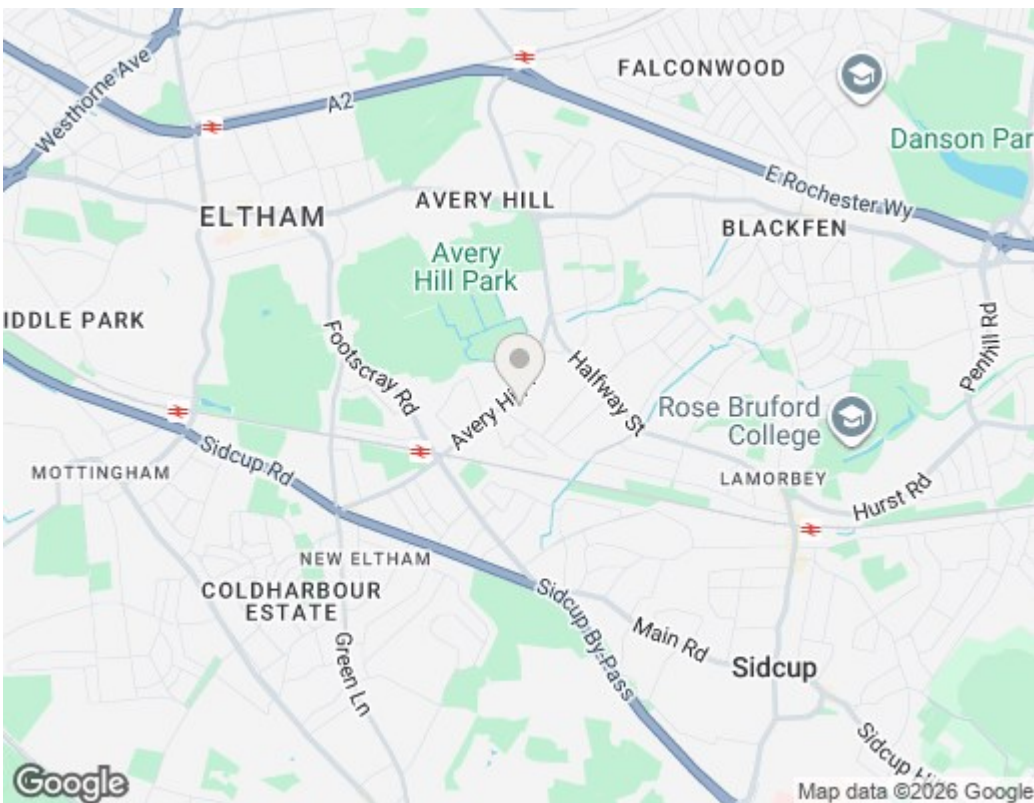 Westhorne Ave
A2
FALCONWOOD
Danson Par
E Rochester Wy
AVERY HILL
ELTHAM
BLACKFEN
Avery
Hill Park
IDDLE PARK
Footscray Rd
Penhill Rd
Halfway St
Avery Hil
Rose Bruford
College
Sidcup Rd
MOTTINGHAM
LAMORBEY
Hurst Rd
NEW ELTHAM
COLDHARBOUR
ESTATE
Sidcup By-Pass
Main Rd
Green Ln
Sidcup
Sidcup Hill
Google
Map data ©2026 Google